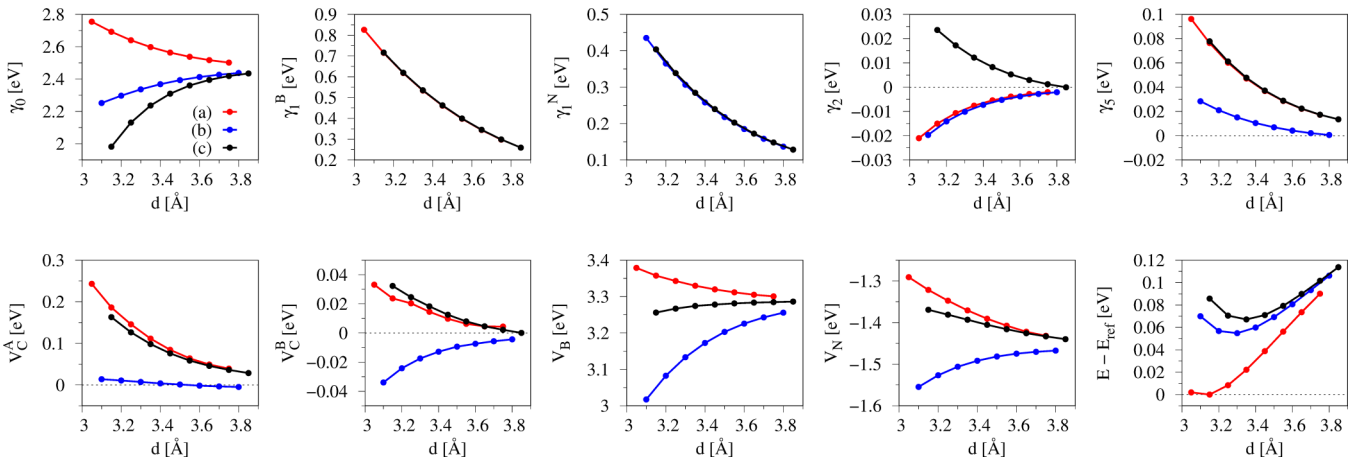 γ0 [eV]
2.8
2.6
2.4
2.2
2
(a)
(b)
(c)
3 3.2 3.4 3.6 3.8
d [Å]
γ1B [eV]
0.9
0.8
0.7
0.6
0.5
0.4
0.3
0.2
3 3.2 3.4 3.6 3.8
d [Å]
γ1N [eV]
0.5
0.4
0.3
0.2
0.1
3 3.2 3.4 3.6 3.8
d [Å]
γ2 [eV]
0.03
0.02
0.01
0
−0.01
−0.02
−0.03
3 3.2 3.4 3.6 3.8
d [Å]
γ5 [eV]
0.1
0.08
0.06
0.04
0.02
0
−0.02
3 3.2 3.4 3.6 3.8
d [Å]
VCA [eV]
0.3
0.2
0.1
0
3 3.2 3.4 3.6 3.8
d [Å]
VCB [eV]
0.04
0.02
0
−0.02
−0.04
3 3.2 3.4 3.6 3.8
d [Å]
VB [eV]
3.4
3.3
3.2
3.1
3
3 3.2 3.4 3.6 3.8
d [Å]
VN [eV]
−1.3
−1.4
−1.5
−1.6
3 3.2 3.4 3.6 3.8
d [Å]
E − Eref [eV]
0.12
0.1
0.08
0.06
0.04
0.02
0
3 3.2 3.4 3.6 3.8
d [Å]